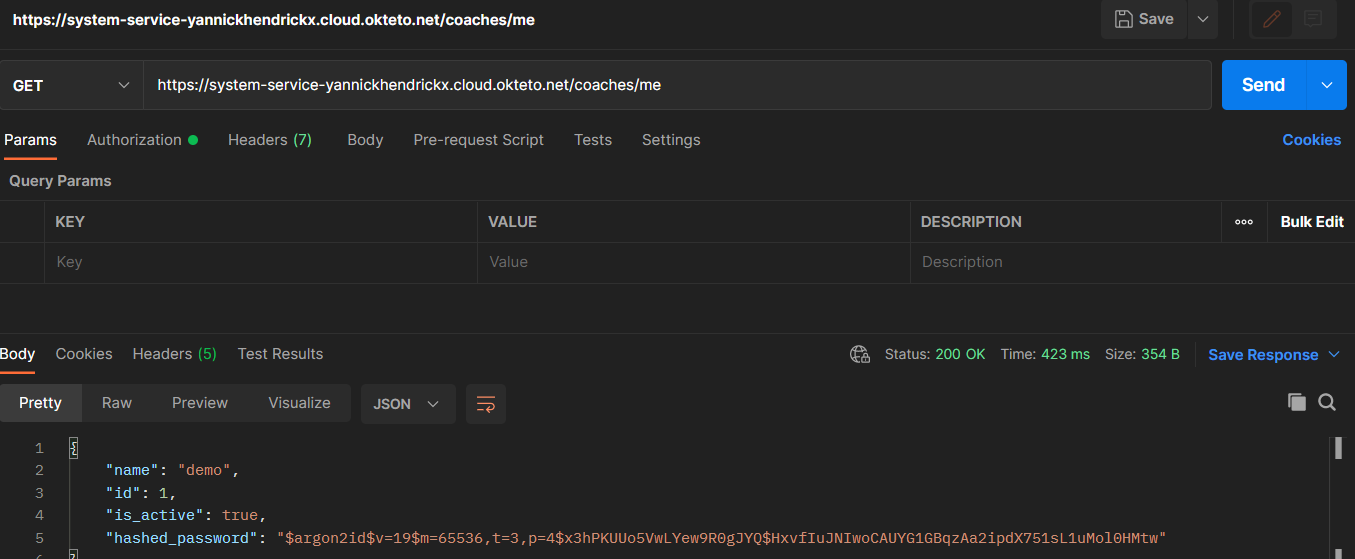 https://system-service-yannickhendrickx.cloud.okteto.net/coaches/me
Save
GET
https://system-service-yannickhendrickx.cloud.okteto.net/coaches/me
Send
Params Authorization Headers (7) Body Pre-request Script Tests Settings Cookies
Query Params
KEY VALUE DESCRIPTION Bulk Edit
Key Value Description
Body Cookies Headers (5) Test Results Status: 200 OK Time: 423 ms Size: 354 B Save Response
Pretty Raw Preview Visualize JSON
1 {
2 "name": "demo",
3 "id": 1,
4 "is_active": true,
5 "hashed_password": "$argon2id$v=19$m=65536,t=3,p=4$x3hPKUUo5VwLYew9R0gJYQ$HxvfIuJNIwoCAUYG1GBqzAa2ipdX751sL1uMol0HMtw"
6 }